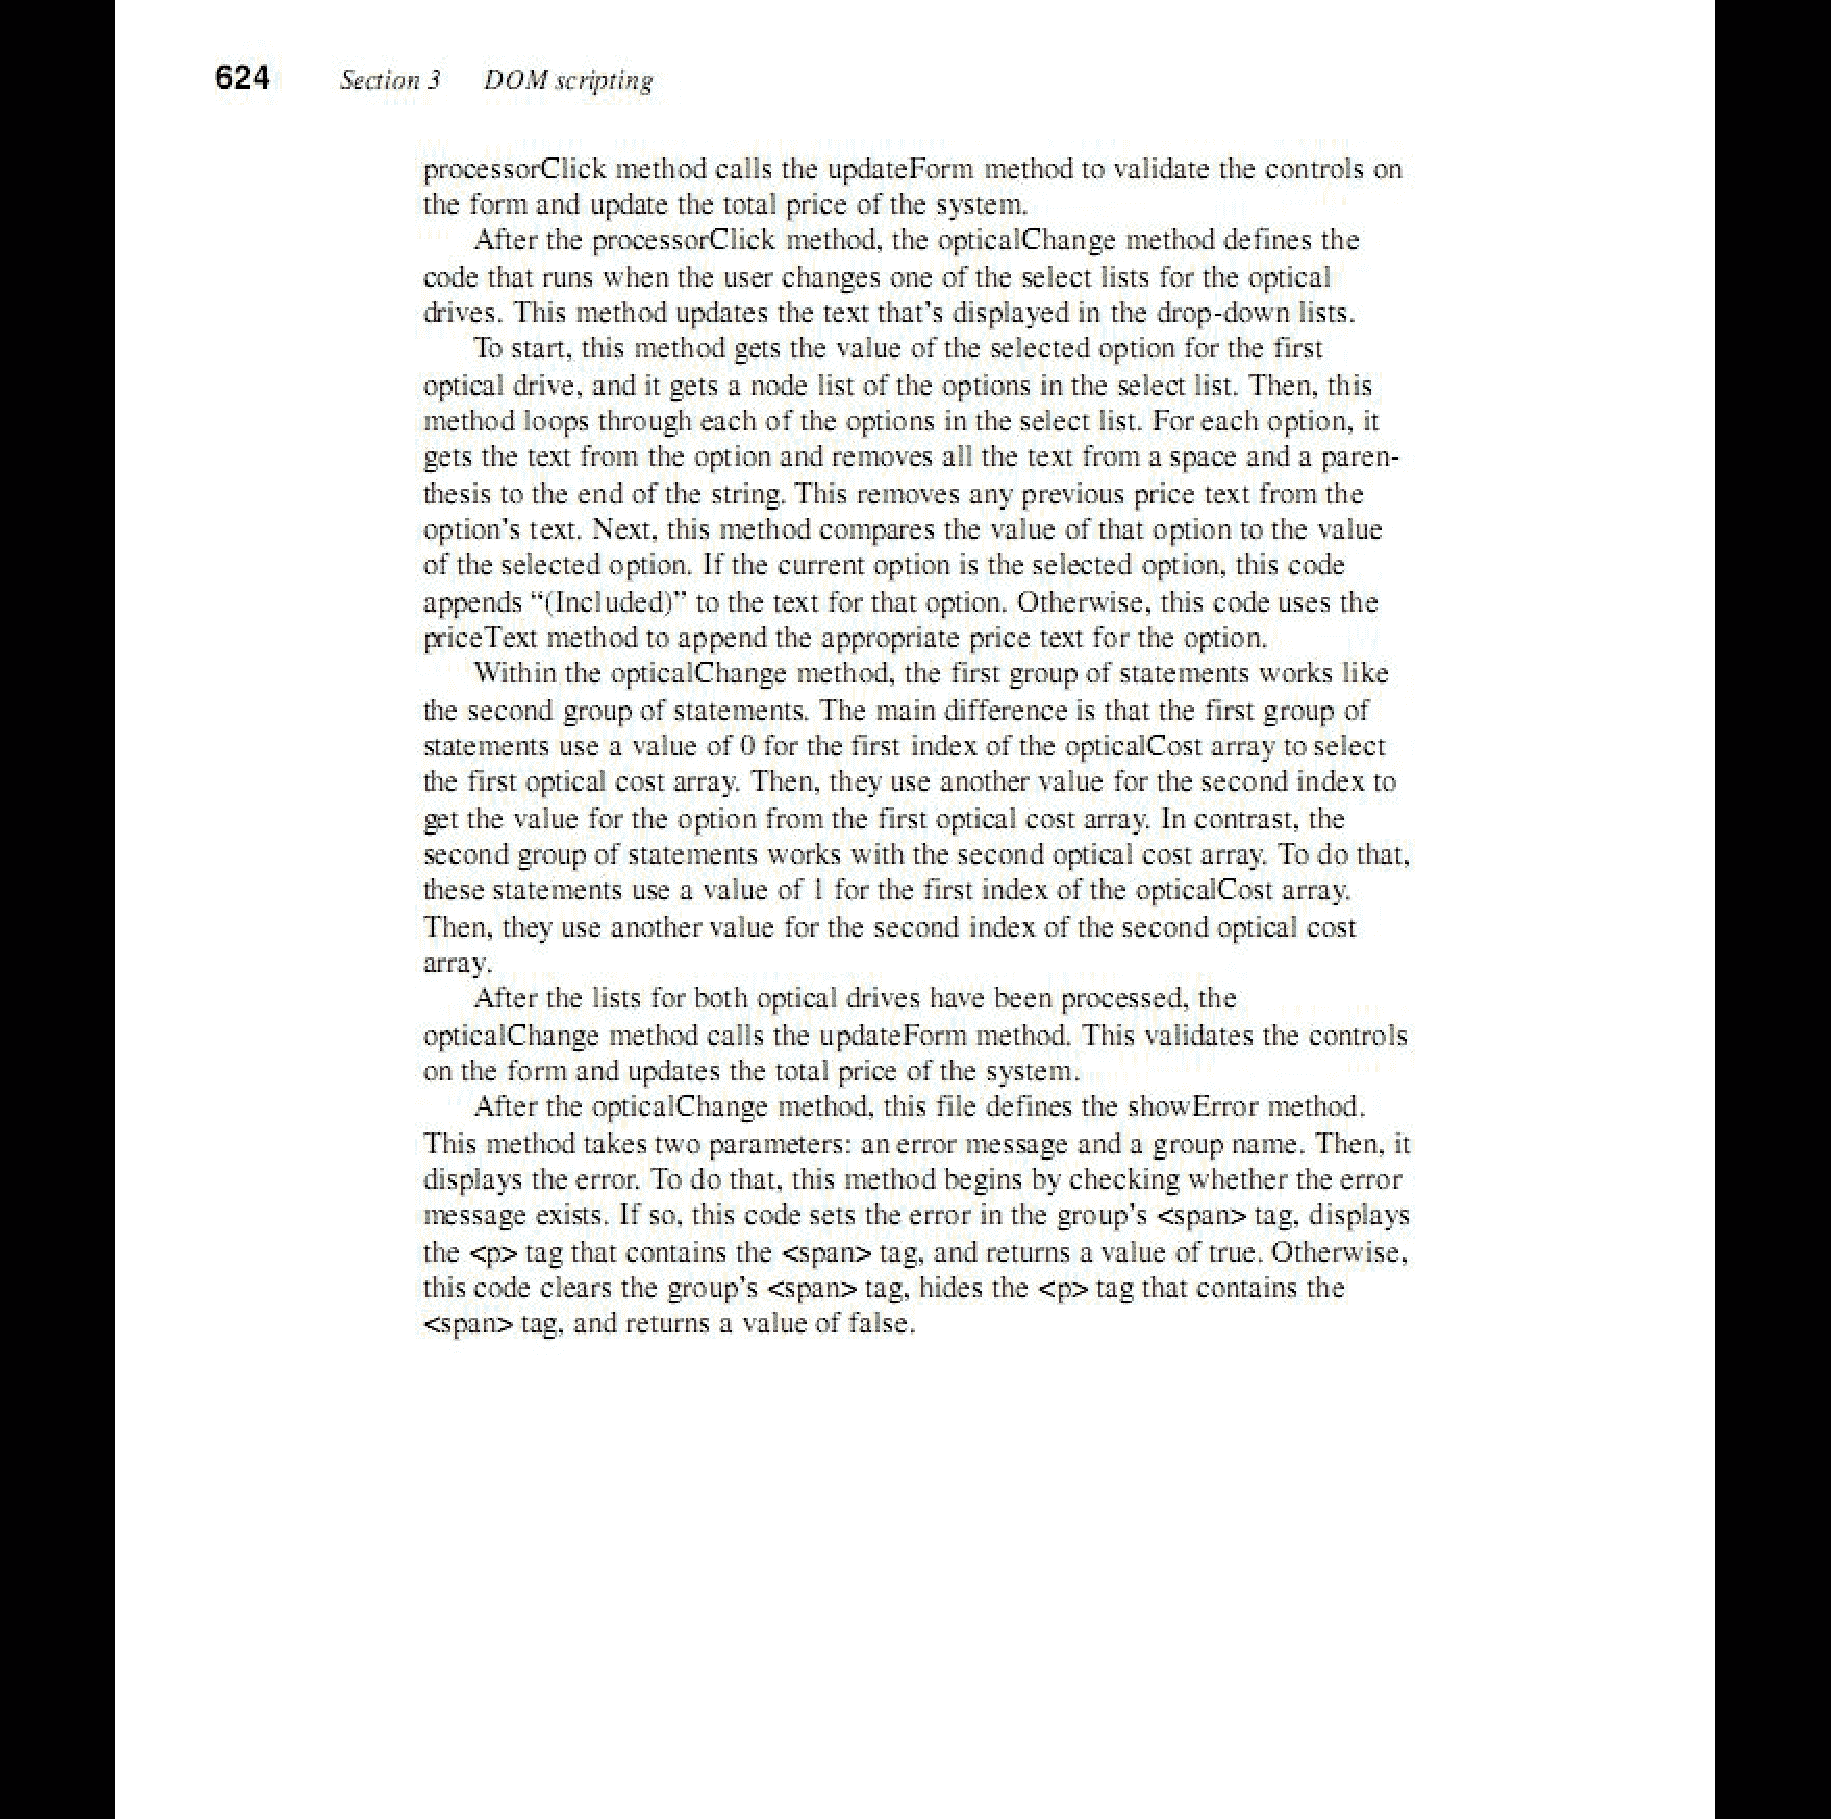 624 Section 3 DOM scripting
processorClick method calls the updateForm method to validate the controls on
the form and update the total price of the system.
After the processorClick method, the opticalChange method defines the
code that runs when the user changes one of the select lists for the optical
drives. This method updates the text that's displayed in the drop-down lists.
To start, this method gets the value of the selected option for the first
optical drive, and it gets a node list of the options in the select list. Then, this
method loops through each of the options in the select list. For each option, it
gets the text from the option and removes all the text from a space and a paren-
thesis to the end of the string. This removes any previous price text from the
option's text. Next, this method compares the value of that option to the value
of the selected option. If the current option is the selected option, this code
appends “(Included)” to the text for that option. Otherwise, this code uses the
priceText method to append the appropriate price text for the option.
Within the opticalChange method, the first group of statements works like
the second group of statements. The main difference is that the first group of
statements use a value of 0 for the first index of the opticalCost array to select
the first optical cost array. Then, they use another value for the second index to
get the value for the option from the first optical cost array. In contrast, the
second group of statements works with the second optical cost array. To do that,
these statements use a value of 1 for the first index of the opticalCost array.
Then, they use another value for the second index of the second optical cost
array.
After the lists for both optical drives have been processed, the
opticalChange method calls the updateForm method. This validates the controls
on the form and updates the total price of the system.
After the opticalChange method, this file defines the showError method.
This method takes two parameters: an error message and a group name. Then, it
displays the error. To do that, this method begins by checking whether the error
message exists. If so, this code sets the error in the group's <span> tag, displays
the <p> tag that contains the <span> tag, and returns a value of true. Otherwise,
this code clears the group's <span> tag, hides the <p> tag that contains the
<span> tag, and returns a value of false.